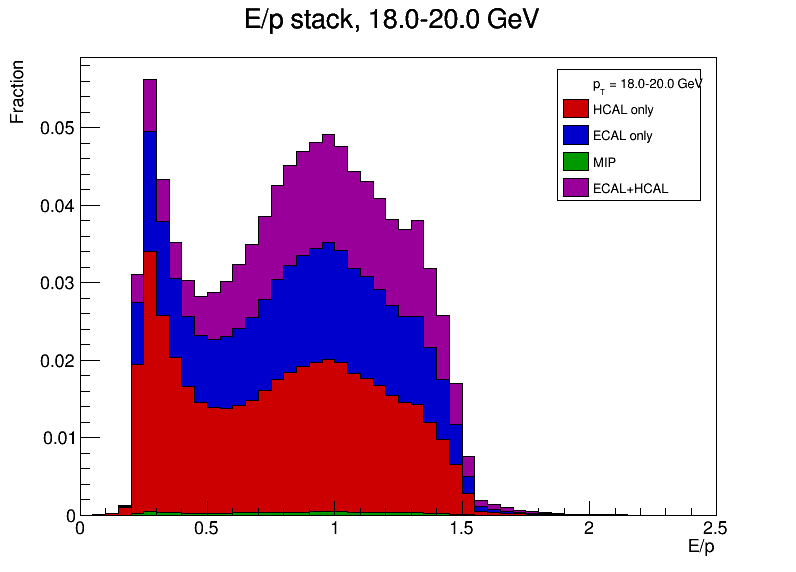 E/p stack, 18.0-20.0 GeV
Fraction
p_T = 18.0-20.0 GeV
HCAL only
ECAL only
MIP
ECAL+HCAL
0.05
0.04
0.03
0.02
0.01
0
0 0.5 1 1.5 2 2.5
E/p